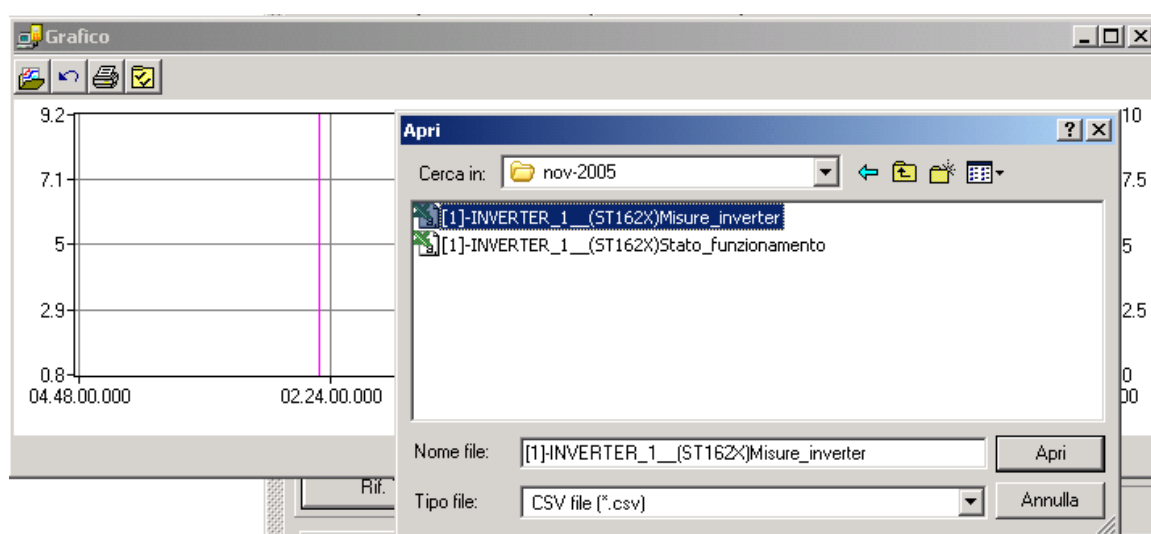 Grafico
9.2
7.1
5
2.9
0.8
04.48.00.000
02.24.00.000
10
7.5
5
2.5
0
00
Apri
Cerca in:
nov-2005
[1]-INVERTER_1__(ST162X)Misure_inverter
[1]-INVERTER_1__(ST162X)Stato_funzionamento
Nome file:
[1]-INVERTER_1__(ST162X)Misure_inverter
Apri
Tipo file:
CSV file (*.csv)
Annulla
Rif.